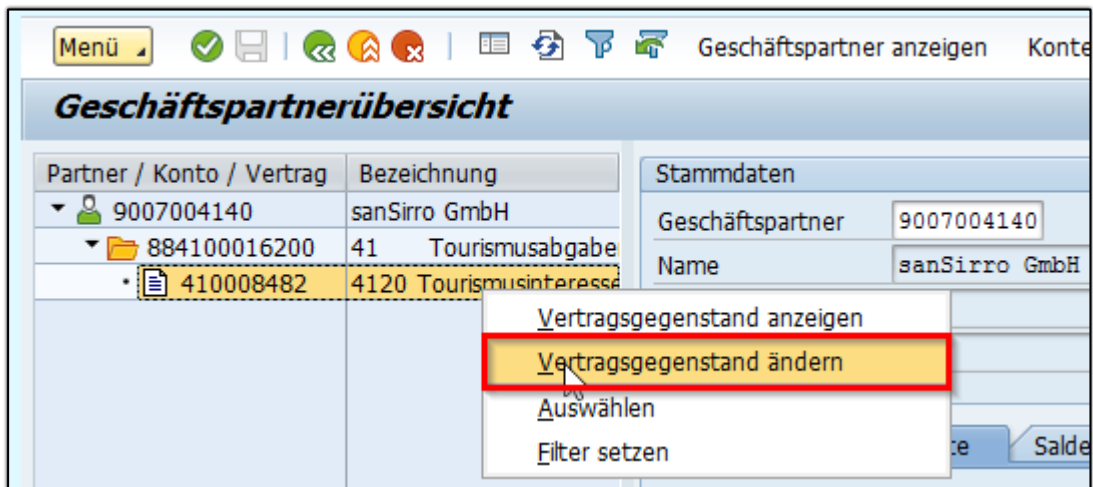 Menü Geschäftspartner anzeigen Konte
Geschäftspartnerübersicht
Partner / Konto / Vertrag Bezeichnung
9007004140 sanSirro GmbH
884100016200 41 Tourismusabgabe
410008482 4120 Tourismusinteresse
Stammdaten
Geschäftspartner 9007004140
Name sanSirro GmbH
Vertragsgegenstand anzeigen
Vertragsgegenstand ändern
Auswählen
Filter setzen
te Salde